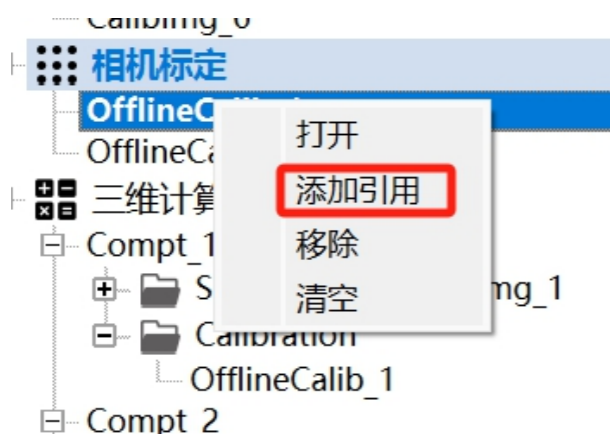 CalibImg_0
相机标定
OfflineC
打开
OfflineCa
添加引用
三维计算
Compt_1
移除
S
mg_1
清空
Calibration
OfflineCalib_1
Compt_2